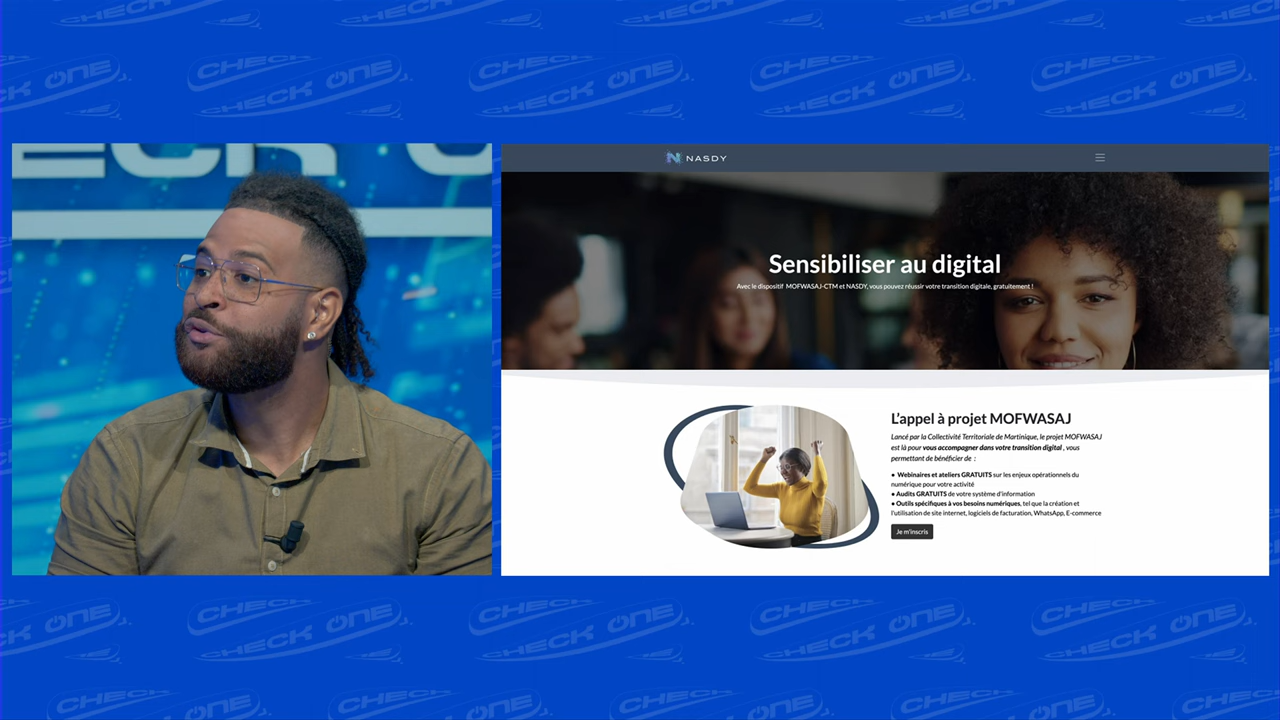 CHECK ONE
ECK O
NASDY
Sensibiliser au digital
Avec le dispositif MOFWASAJ-CTM et NASDY, vous pouvez réussir votre transition digitale, gratuitement !
L'appel à projet MOFWASAJ
Lancé par la Collectivité Territoriale de Martinique, le projet MOFWASAJ
est là pour vous accompagner dans votre transition digital , vous
permettant de bénéficier de :
● Webinaires et ateliers GRATUITS sur les enjeux opérationnels du
numérique pour votre activité
● Audits GRATUITS de votre système d'information
● Outils spécifiques à vos besoins numériques, tel que la création et
l'utilisation de site internet, logiciels de facturation, WhatsApp, E-commerce
Je m'inscris